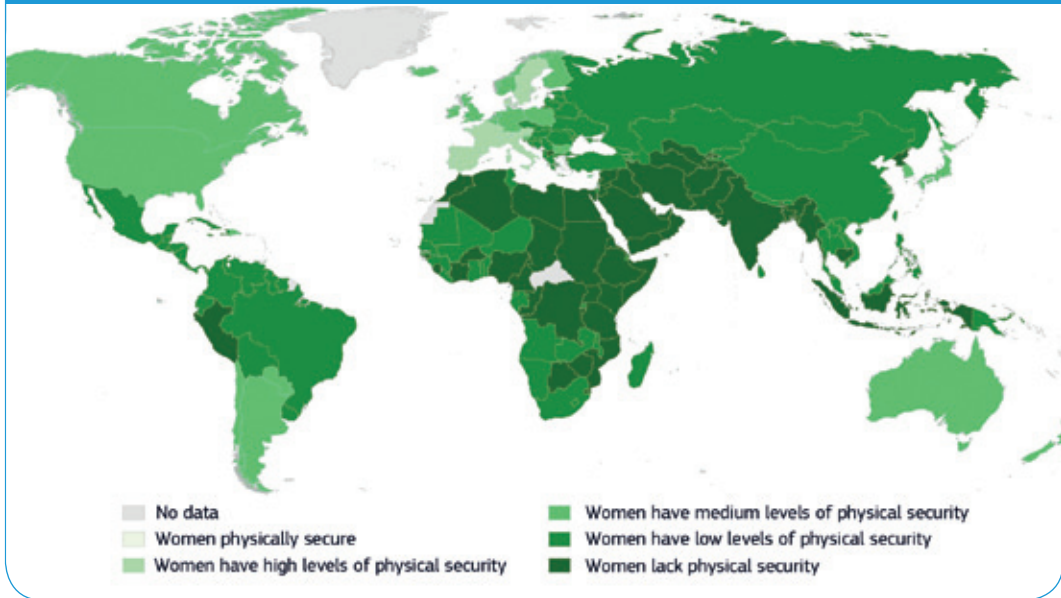 No data
Women physically secure
Women have high levels of physical security
Women have medium levels of physical security
Women have low levels of physical security
Women lack physical security